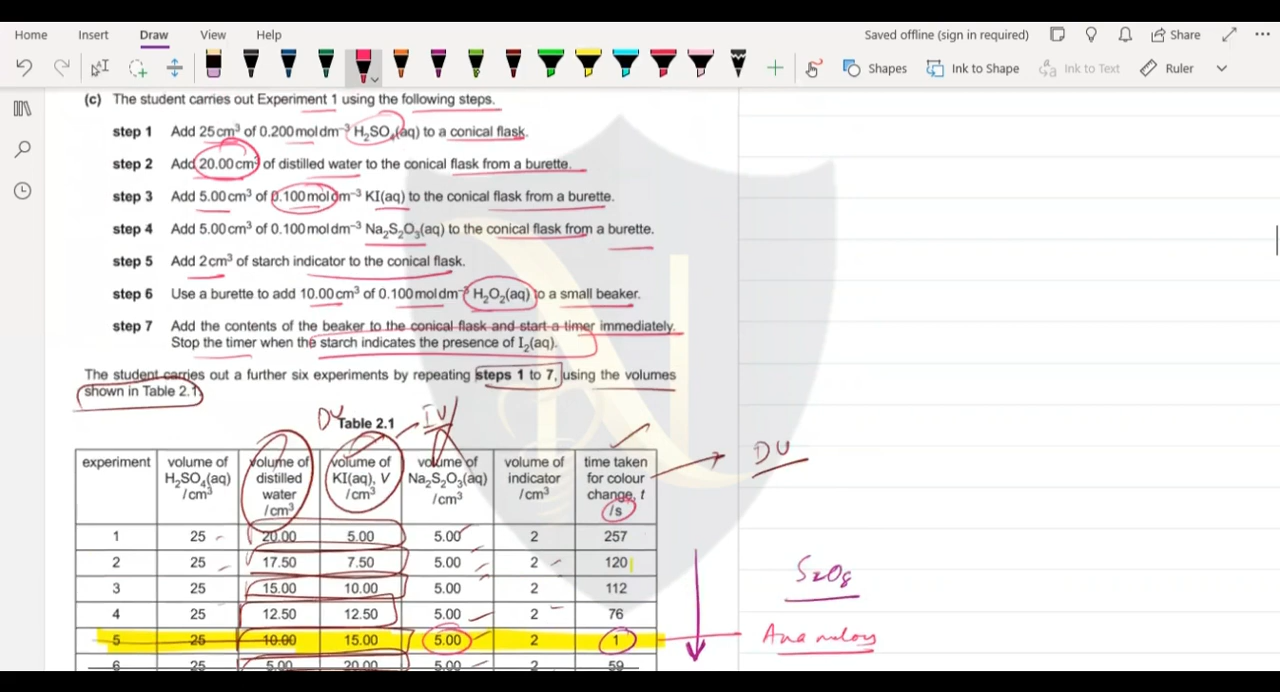 Home Insert Draw View Help Saved offline (sign in required) Share
Shapes Ink to Shape Ink to Text Ruler
(c) The student carries out Experiment 1 using the following steps.
step 1 Add 25 cm³ of 0.200 mol dm⁻³ H₂SO₄(aq) to a conical flask.
step 2 Add 20.00 cm³ of distilled water to the conical flask from a burette.
step 3 Add 5.00 cm³ of 0.100 mol dm⁻³ KI(aq) to the conical flask from a burette.
step 4 Add 5.00 cm³ of 0.100 mol dm⁻³ Na₂S₂O₃(aq) to the conical flask from a burette.
step 5 Add 2 cm³ of starch indicator to the conical flask.
step 6 Use a burette to add 10.00 cm³ of 0.100 mol dm⁻³ H₂O₂(aq) to a small beaker.
step 7 Add the contents of the beaker to the conical flask and start a timer immediately.
Stop the timer when the starch indicates the presence of I₂(aq).
The student carries out a further six experiments by repeating steps 1 to 7, using the volumes
shown in Table 2.1.
DV Table 2.1 IV
experiment volume of H₂SO₄(aq) /cm³ volume of distilled water /cm³ volume of KI(aq), V /cm³ volume of Na₂S₂O₃(aq) /cm³ volume of indicator /cm³ time taken for colour change, t /s DV
1 25 20.00 5.00 5.00 2 257
2 25 17.50 7.50 5.00 2 120
S₂O₈
3 25 15.00 10.00 5.00 2 112
4 25 12.50 12.50 5.00 2 76
5 25 10.00 15.00 5.00 2 1
6 25 5.00 20.00 5.00 2 59